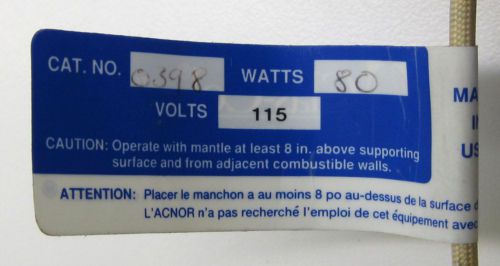 CAT. NO. 0398 WATTS 80
VOLTS 115
CAUTION: Operate with mantle at least 8 in. above supporting
surface and from adjacent combustible walls.
ATTENTION: Placer le manchon a au moins 8 po au-dessus de la surface
L'ACNOR n'a pas recherché l'emploi de cet équipement avec
MA
IN
US